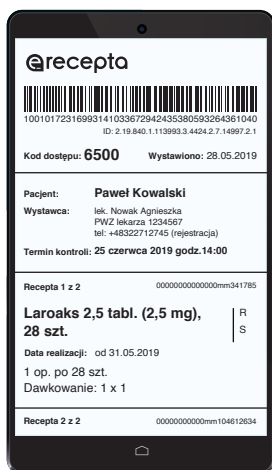 erecepta
10010172316993141033672942435380593264361040
ID: 2.19.840.1.113993.3.4424.2.7.14997.2.1
Kod dostępu: 6500 Wystawiono: 28.05.2019
Pacjent: Paweł Kowalski
Wystawca: lek. Nowak Agnieszka
PWZ lekarza 1234567
tel: +48322712745 (rejestracja)
Termin kontroli: 25 czerwca 2019 godz.14:00
Recepta 1 z 2 00000000000000mm341785
Laroaks 2,5 tabl. (2,5 mg), R
28 szt. S
Data realizacji: od 31.05.2019
1 op. po 28 szt.
Dawkowanie: 1 x 1
Recepta 2 z 2 00000000000mm104612634